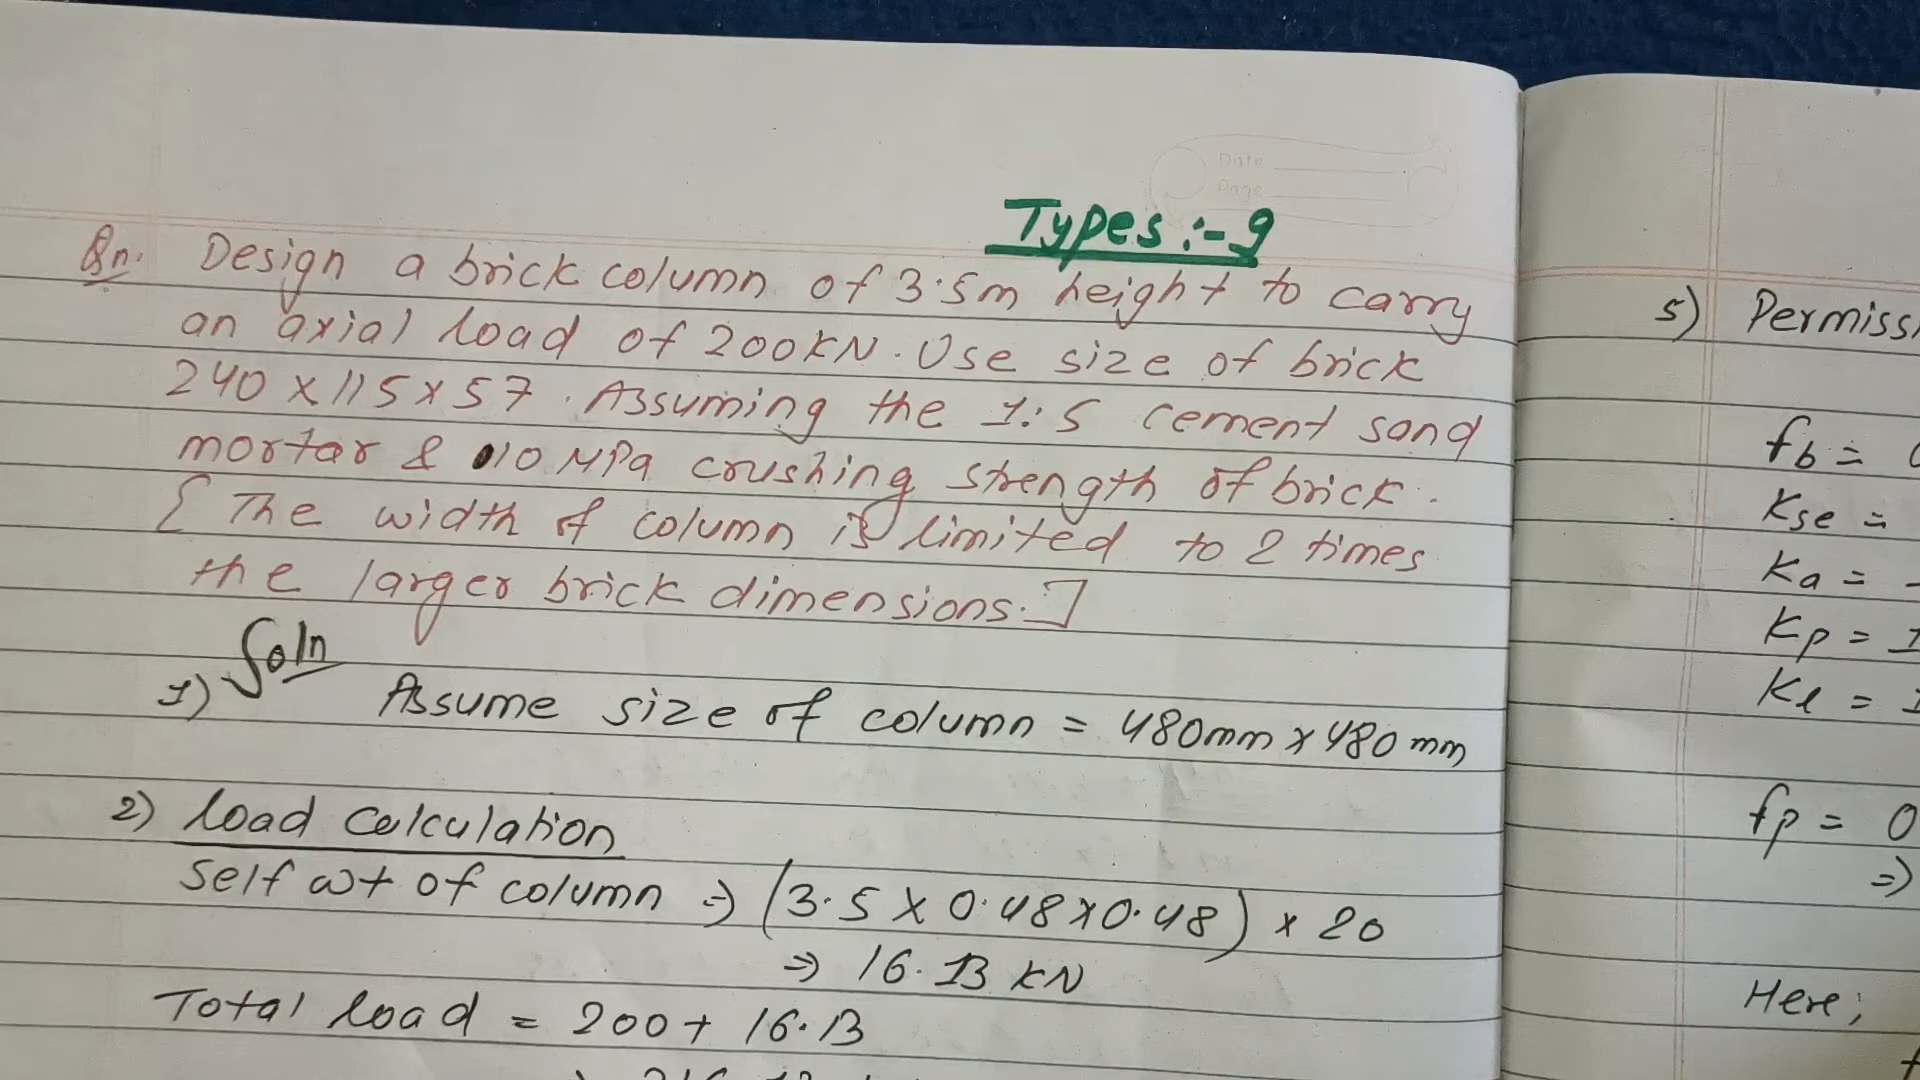 Date
Page
Types :- 9
Qn. Design a brick column of 3.5m height to carry
an axial load of 200KN. Use size of brick
240 x 115 x 57. Assuming the 1:5 cement sand
mortar & 10 MPa crushing strength of brick.
[The width of column is limited to 2 times
the larger brick dimensions.]
Soln
1) Assume size of column = 480mm x 480 mm
2) load calculation
Self wt of column => (3.5 x 0.48 x 0.48) x 20
=> 16.13 KN
Total load = 200 + 16.13
5)
fb =
Kse =
Ka =
Kp =
Kl =
fp = 0
=>
Here;